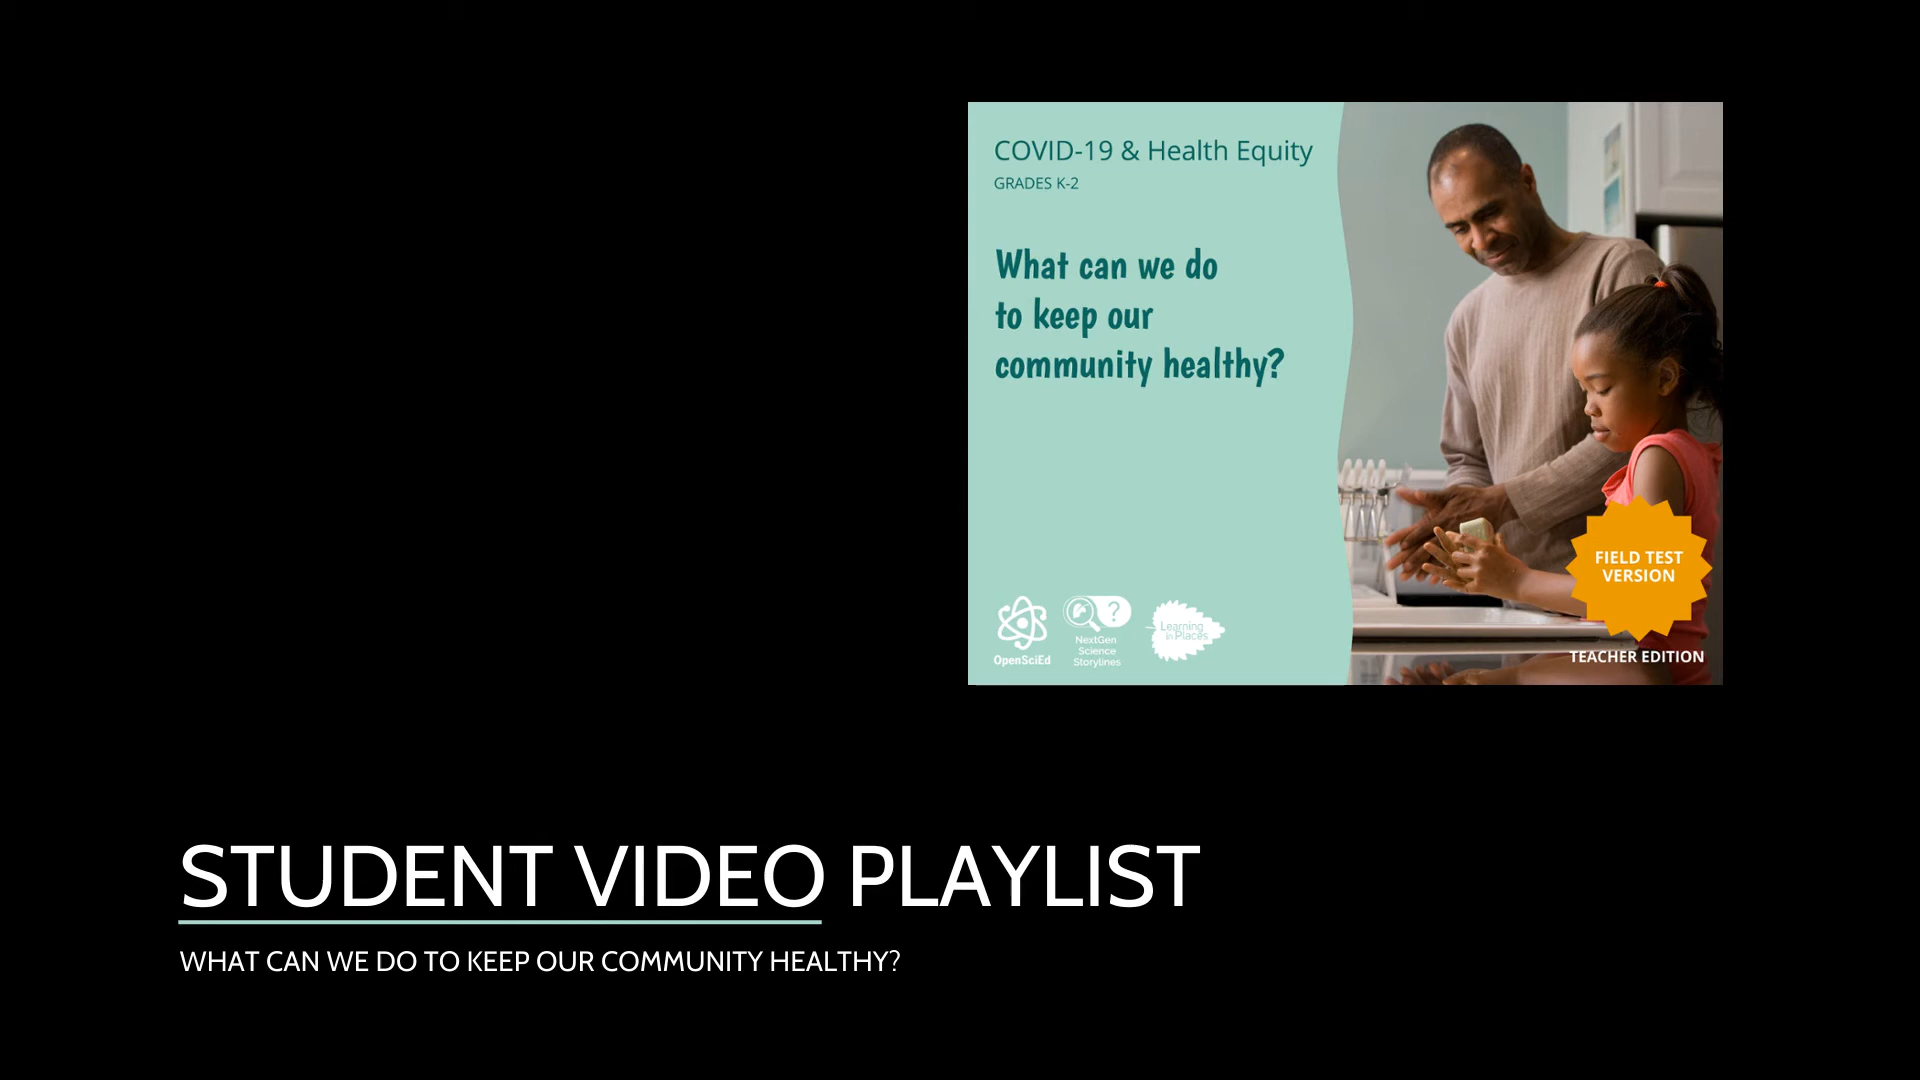 COVID-19 & Health Equity
GRADES K-2
What can we do
to keep our
community healthy?
FIELD TEST
VERSION
OpenSciEd
NextGen
Science
Storylines
Learning
in Places
TEACHER EDITION
STUDENT VIDEO PLAYLIST
WHAT CAN WE DO TO KEEP OUR COMMUNITY HEALTHY?